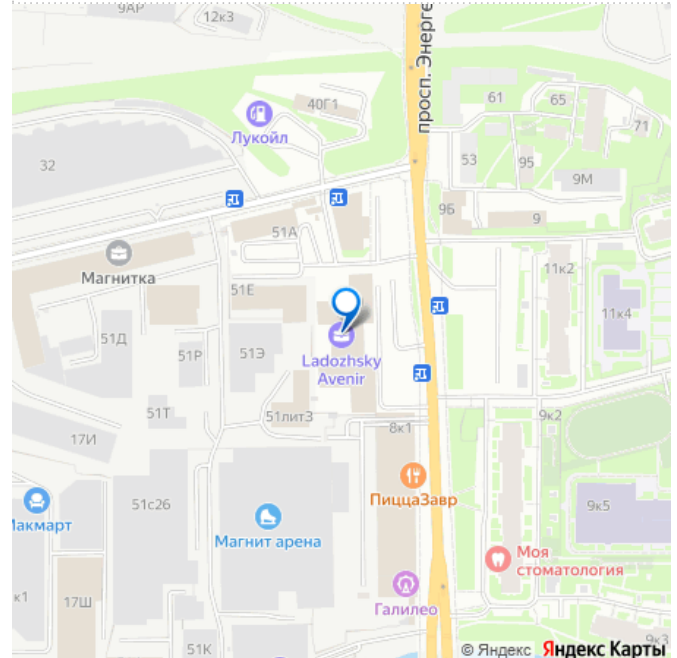 9АР
12к3
просп. Энерге
40Г1
Лукойл
61
65
71
32
53
95
9М
9Б
9
51А
Магнитка
11к2
51Е
11к4
51Д
51Р
51Э
Ladozhsky
Avenir
51Т
51лит3
8к1
9к2
17И
ПиццаЗавр
Макмарт
51с26
9к5
Магнит арена
Моя
стоматология
к1
17Ш
Галилео
51К
9к3
© Яндекс Яндекс Карты